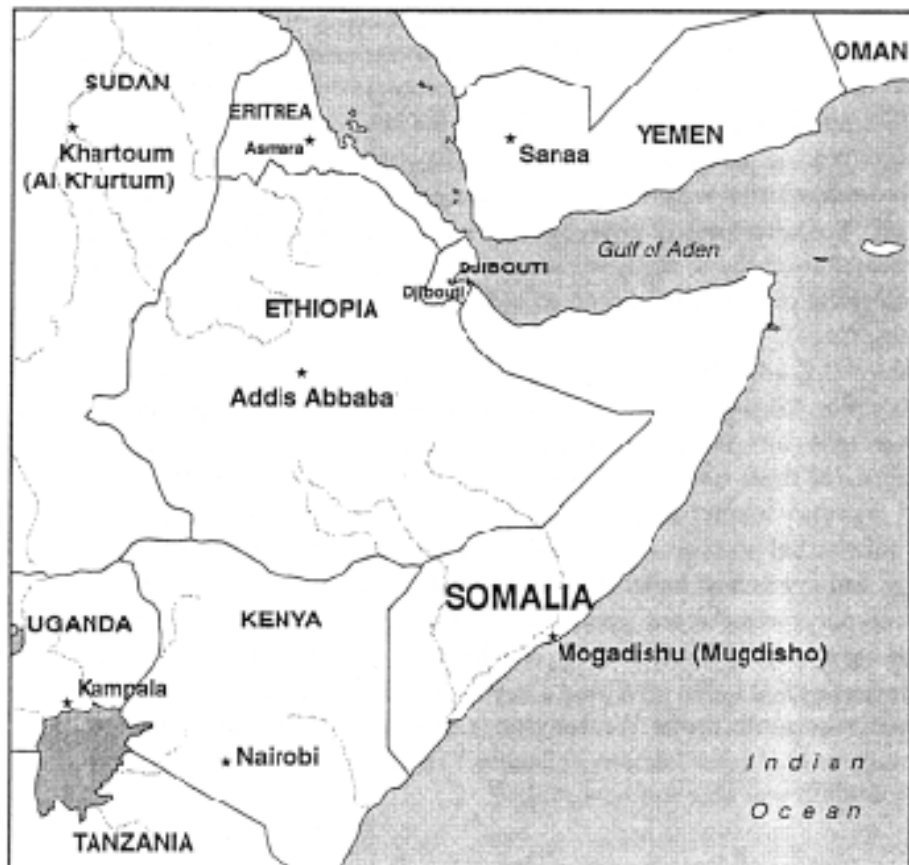 OMAN
SUDAN
ERITREA
Asmara
Khartoum
(Al Khurtum)
Sanaa
YEMEN
Gulf of Aden
DJIBOUTI
Djibouti
ETHIOPIA
Addis Abbaba
SOMALIA
UGANDA
KENYA
Mogadishu (Mugdisho)
Kampala
Nairobi
Indian
Ocean
TANZANIA